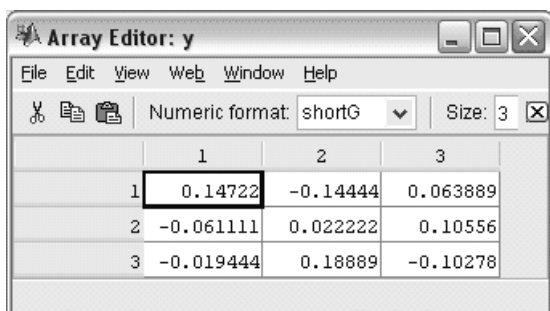 Array Editor: y
File Edit View Web Window Help
Numeric format: shortG Size: 3
1 2 3
1 0.14722 -0.14444 0.063889
2 -0.061111 0.022222 0.10556
3 -0.019444 0.18889 -0.10278